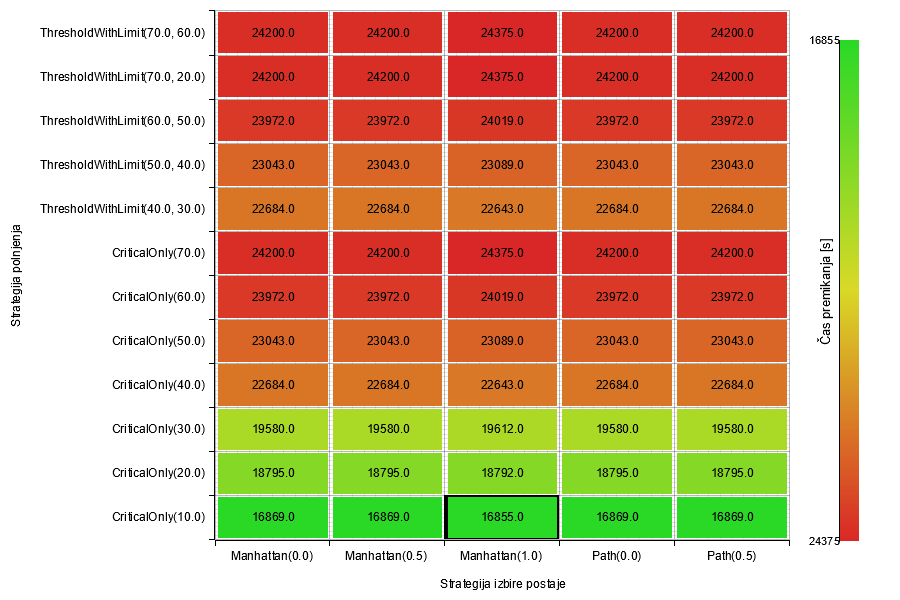 ThresholdWithLimit(70.0, 60.0) 24200.0 24200.0 24375.0 24200.0 24200.0
ThresholdWithLimit(70.0, 20.0) 24200.0 24200.0 24375.0 24200.0 24200.0
ThresholdWithLimit(60.0, 50.0) 23972.0 23972.0 24019.0 23972.0 23972.0
ThresholdWithLimit(50.0, 40.0) 23043.0 23043.0 23089.0 23043.0 23043.0
ThresholdWithLimit(40.0, 30.0) 22684.0 22684.0 22643.0 22684.0 22684.0
CriticalOnly(70.0) 24200.0 24200.0 24375.0 24200.0 24200.0
CriticalOnly(60.0) 23972.0 23972.0 24019.0 23972.0 23972.0
CriticalOnly(50.0) 23043.0 23043.0 23089.0 23043.0 23043.0
CriticalOnly(40.0) 22684.0 22684.0 22643.0 22684.0 22684.0
CriticalOnly(30.0) 19580.0 19580.0 19612.0 19580.0 19580.0
CriticalOnly(20.0) 18795.0 18795.0 18792.0 18795.0 18795.0
CriticalOnly(10.0) 16869.0 16869.0 16855.0 16869.0 16869.0
Manhattan(0.0) Manhattan(0.5) Manhattan(1.0) Path(0.0) Path(0.5)
Strategija izbire postaje
Strategija polnjenja
16855
Čas premikanja [s]
24375